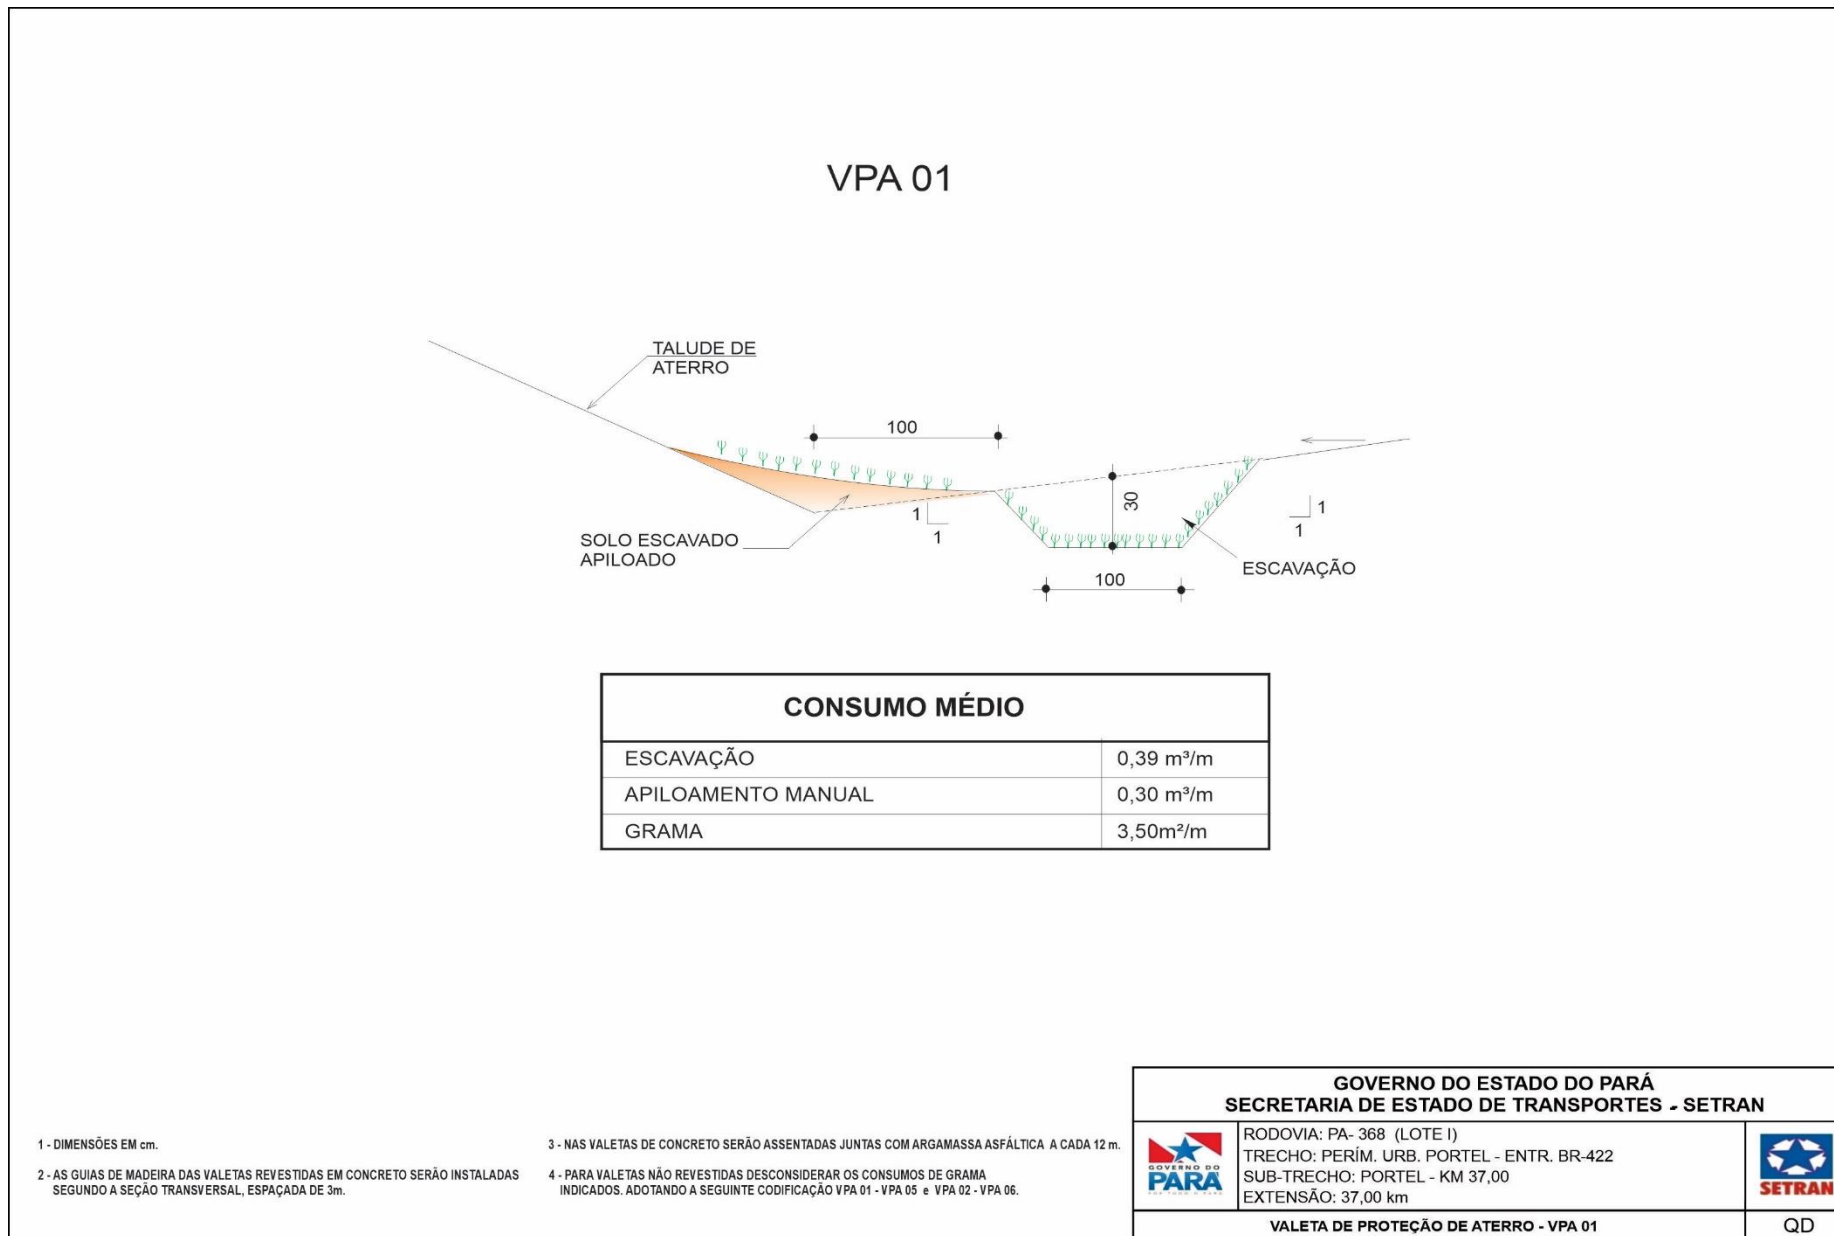 VPA 01
TALUDE DE
ATERRO
100
30
1
1
1
1
SOLO ESCAVADO
APILOADO
ESCAVAÇÃO
100
CONSUMO MÉDIO
ESCAVAÇÃO 0,39 m³/m
APILOAMENTO MANUAL 0,30 m³/m
GRAMA 3,50m²/m
1 - DIMENSÕES EM cm.
2 - AS GUIAS DE MADEIRA DAS VALETAS REVESTIDAS EM CONCRETO SERÃO INSTALADAS
SEGUNDO A SEÇÃO TRANSVERSAL, ESPAÇADA DE 3m.
3 - NAS VALETAS DE CONCRETO SERÃO ASSENTADAS JUNTAS COM ARGAMASSA ASFÁLTICA A CADA 12 m.
4 - PARA VALETAS NÃO REVESTIDAS DESCONSIDERAR OS CONSUMOS DE GRAMA
INDICADOS. ADOTANDO A SEGUINTE CODIFICAÇÃO VPA 01 - VPA 05 e VPA 02 - VPA 06.
GOVERNO DO ESTADO DO PARÁ
SECRETARIA DE ESTADO DE TRANSPORTES - SETRAN
GOVERNO DO
PARÁ
RODOVIA: PA- 368 (LOTE I)
TRECHO: PERÍM. URB. PORTEL - ENTR. BR-422
SUB-TRECHO: PORTEL - KM 37,00
EXTENSÃO: 37,00 km
SETRAN
VALETA DE PROTEÇÃO DE ATERRO - VPA 01
QD